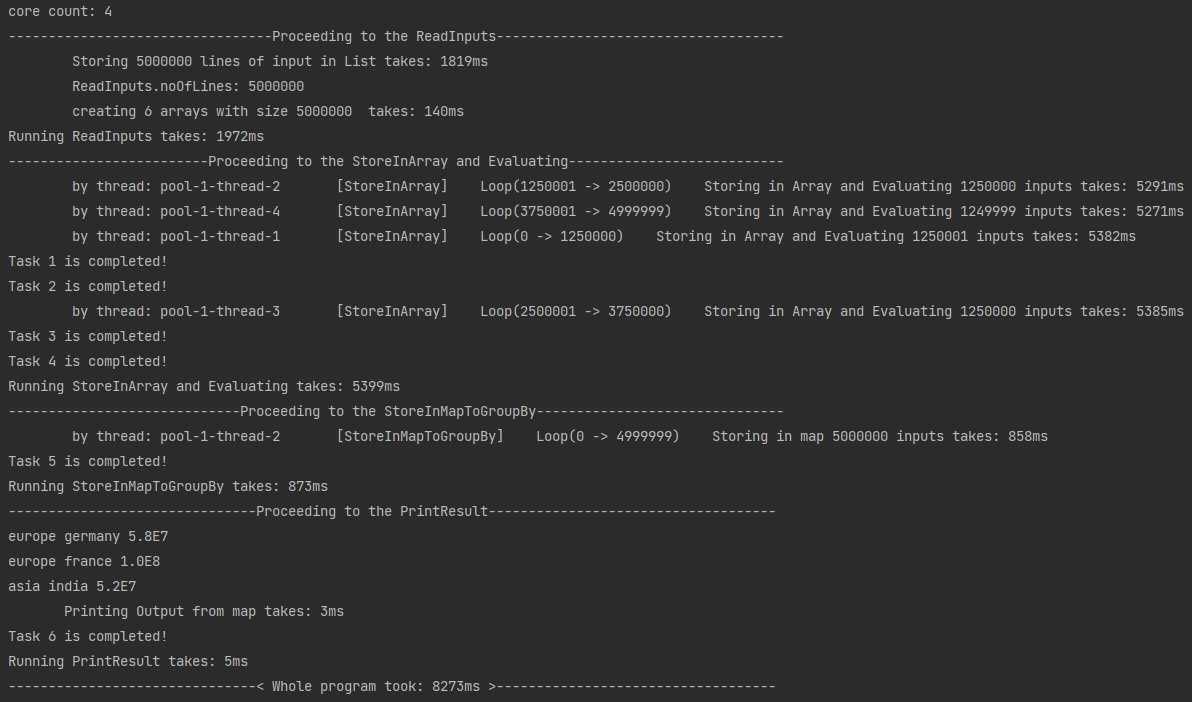 core count: 4
---------------------------------Proceeding to the ReadInputs------------------------------------
        Storing 5000000 lines of input in List takes: 1819ms
        ReadInputs.noOfLines: 5000000
        creating 6 arrays with size 5000000  takes: 140ms
Running ReadInputs takes: 1972ms
-------------------------Proceeding to the StoreInArray and Evaluating---------------------------
        by thread: pool-1-thread-2       [StoreInArray]    Loop(1250001 -> 2500000)    Storing in Array and Evaluating 1250000 inputs takes: 5291ms
        by thread: pool-1-thread-4       [StoreInArray]    Loop(3750001 -> 4999999)    Storing in Array and Evaluating 1249999 inputs takes: 5271ms
        by thread: pool-1-thread-1       [StoreInArray]    Loop(0 -> 1250000)    Storing in Array and Evaluating 1250001 inputs takes: 5382ms
Task 1 is completed!
Task 2 is completed!
        by thread: pool-1-thread-3       [StoreInArray]    Loop(2500001 -> 3750000)    Storing in Array and Evaluating 1250000 inputs takes: 5385ms
Task 3 is completed!
Task 4 is completed!
Running StoreInArray and Evaluating takes: 5399ms
-----------------------------Proceeding to the StoreInMapToGroupBy-------------------------------
        by thread: pool-1-thread-2       [StoreInMapToGroupBy]    Loop(0 -> 4999999)    Storing in map 5000000 inputs takes: 858ms
Task 5 is completed!
Running StoreInMapToGroupBy takes: 873ms
-------------------------------Proceeding to the PrintResult------------------------------------
europe germany 5.8E7
europe france 1.0E8
asia india 5.2E7
       Printing Output from map takes: 3ms
Task 6 is completed!
Running PrintResult takes: 5ms
-------------------------------< Whole program took: 8273ms >-----------------------------------